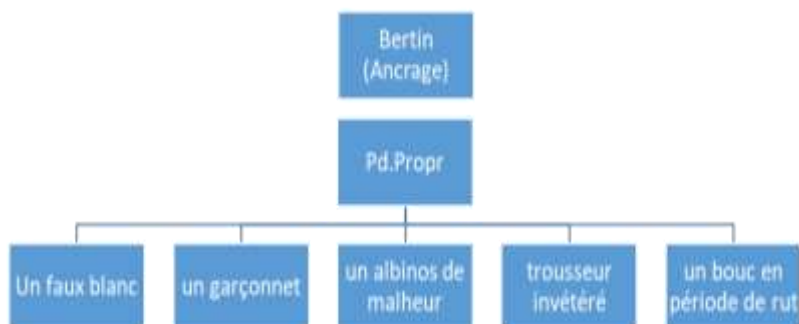 Bertin
(Ancrage)
Pd.Propr
Un faux blanc
un garçonnet
un albinos de
malheur
trousseur
invétéré
un bouc en
période de rut